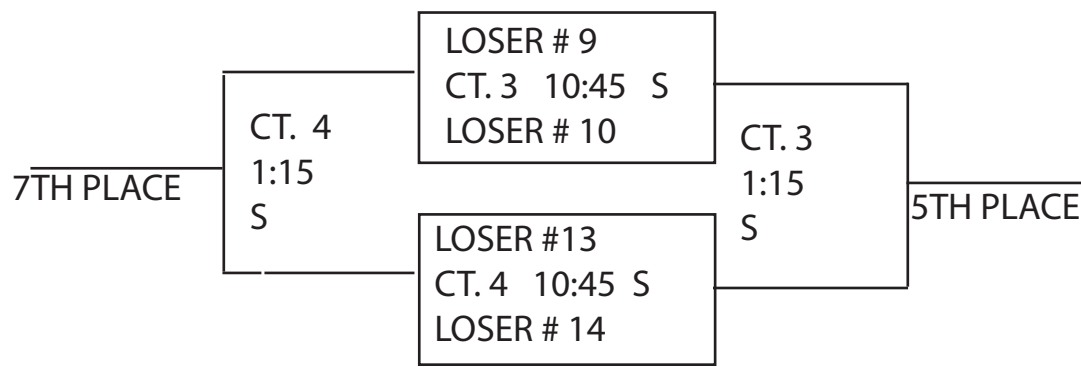 LOSER # 9
CT. 3 10:45 S
LOSER # 10
CT. 4
1:15
S
7TH PLACE
CT. 3
1:15
S
5TH PLACE
LOSER #13
CT. 4 10:45 S
LOSER # 14